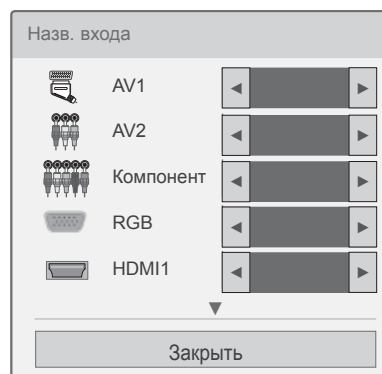 Назв. входа
AV1
AV2
Компонент
RGB
HDMI1
Закрыть